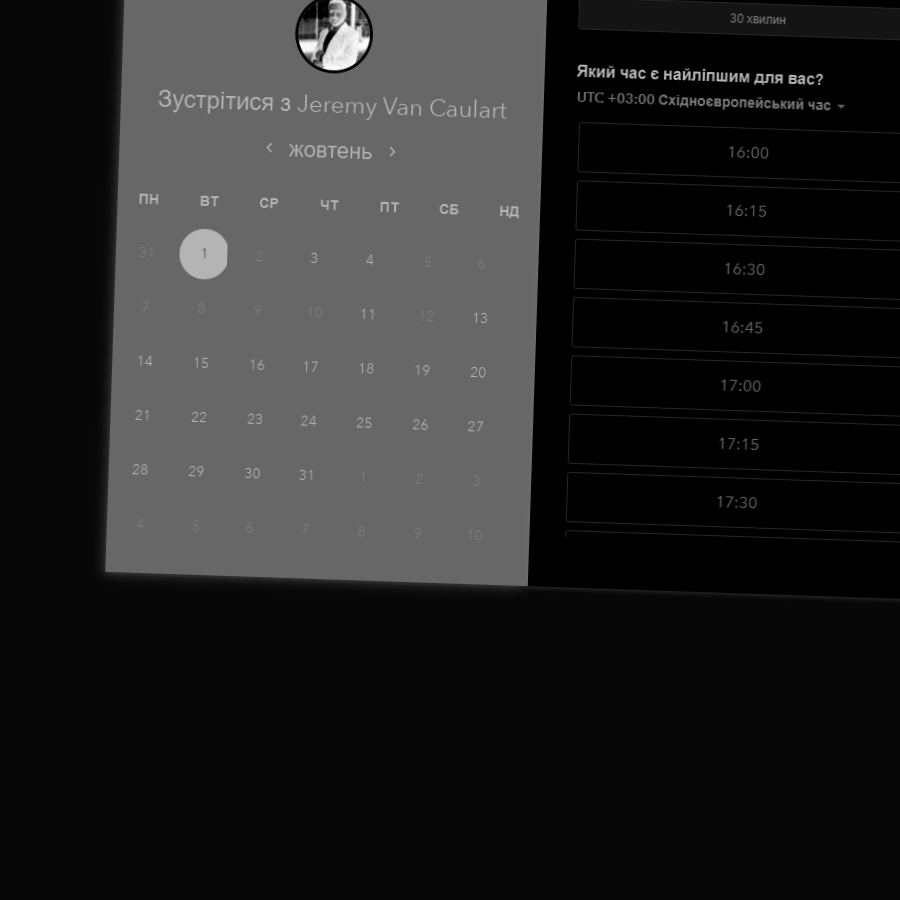 Зустрітися з Jeremy Van Caulart
жовтень
ПН ВТ СР ЧТ ПТ СБ НД
31 1 2 3 4 5 6
7 8 9 10 11 12 13
14 15 16 17 18 19 20
21 22 23 24 25 26 27
28 29 30 31 1 2 3
4 5 6 7 8 9 10
30 хвилин
Який час є найліпшим для вас?
UTC +03:00 Східноєвропейський час
16:00
16:15
16:30
16:45
17:00
17:15
17:30